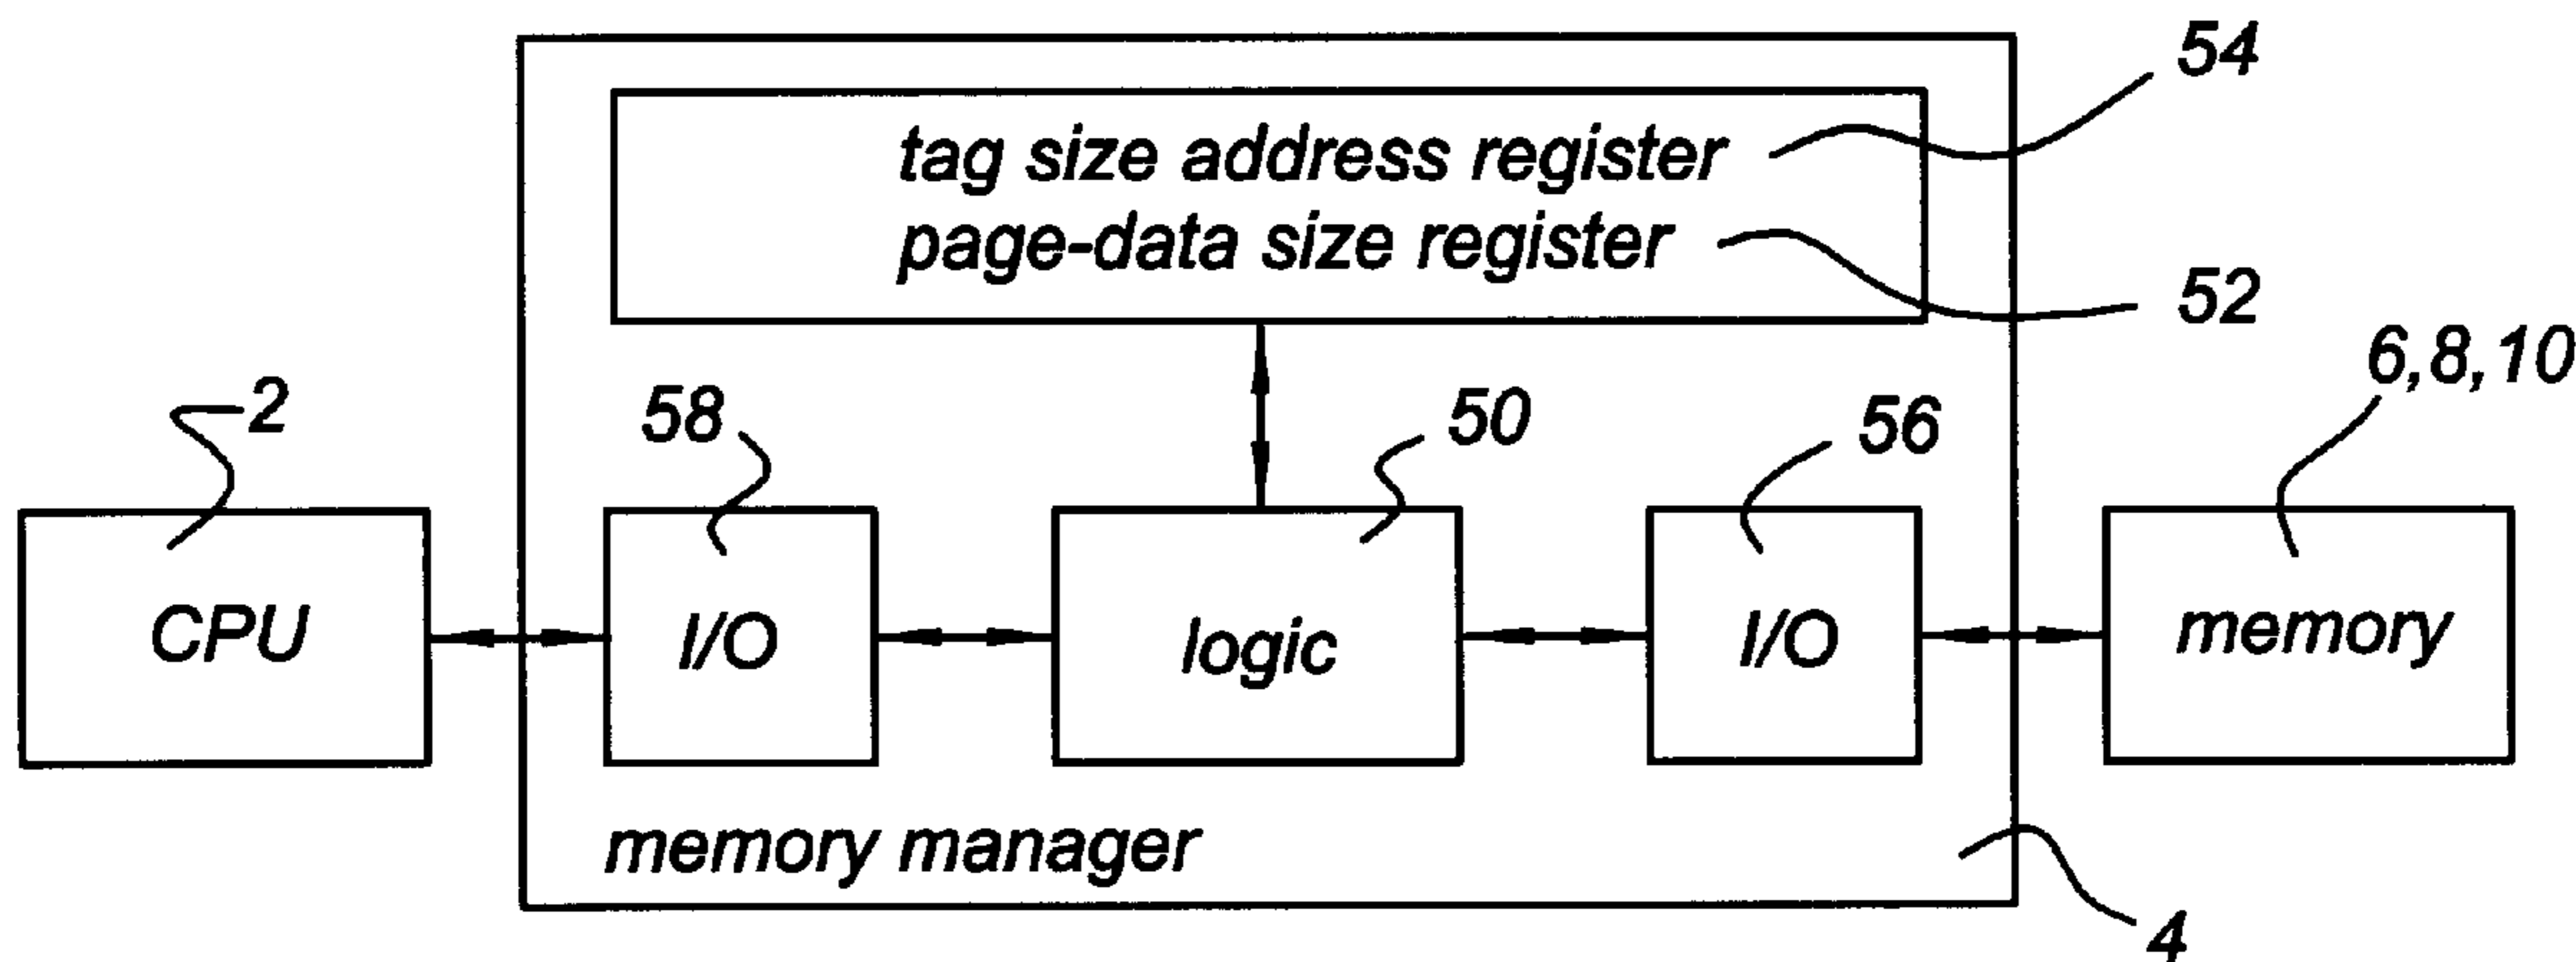 54
tag size address register
page-data size register
52
6,8,10
2
58
50
56
CPU
I/O
logic
I/O
memory
memory manager
4